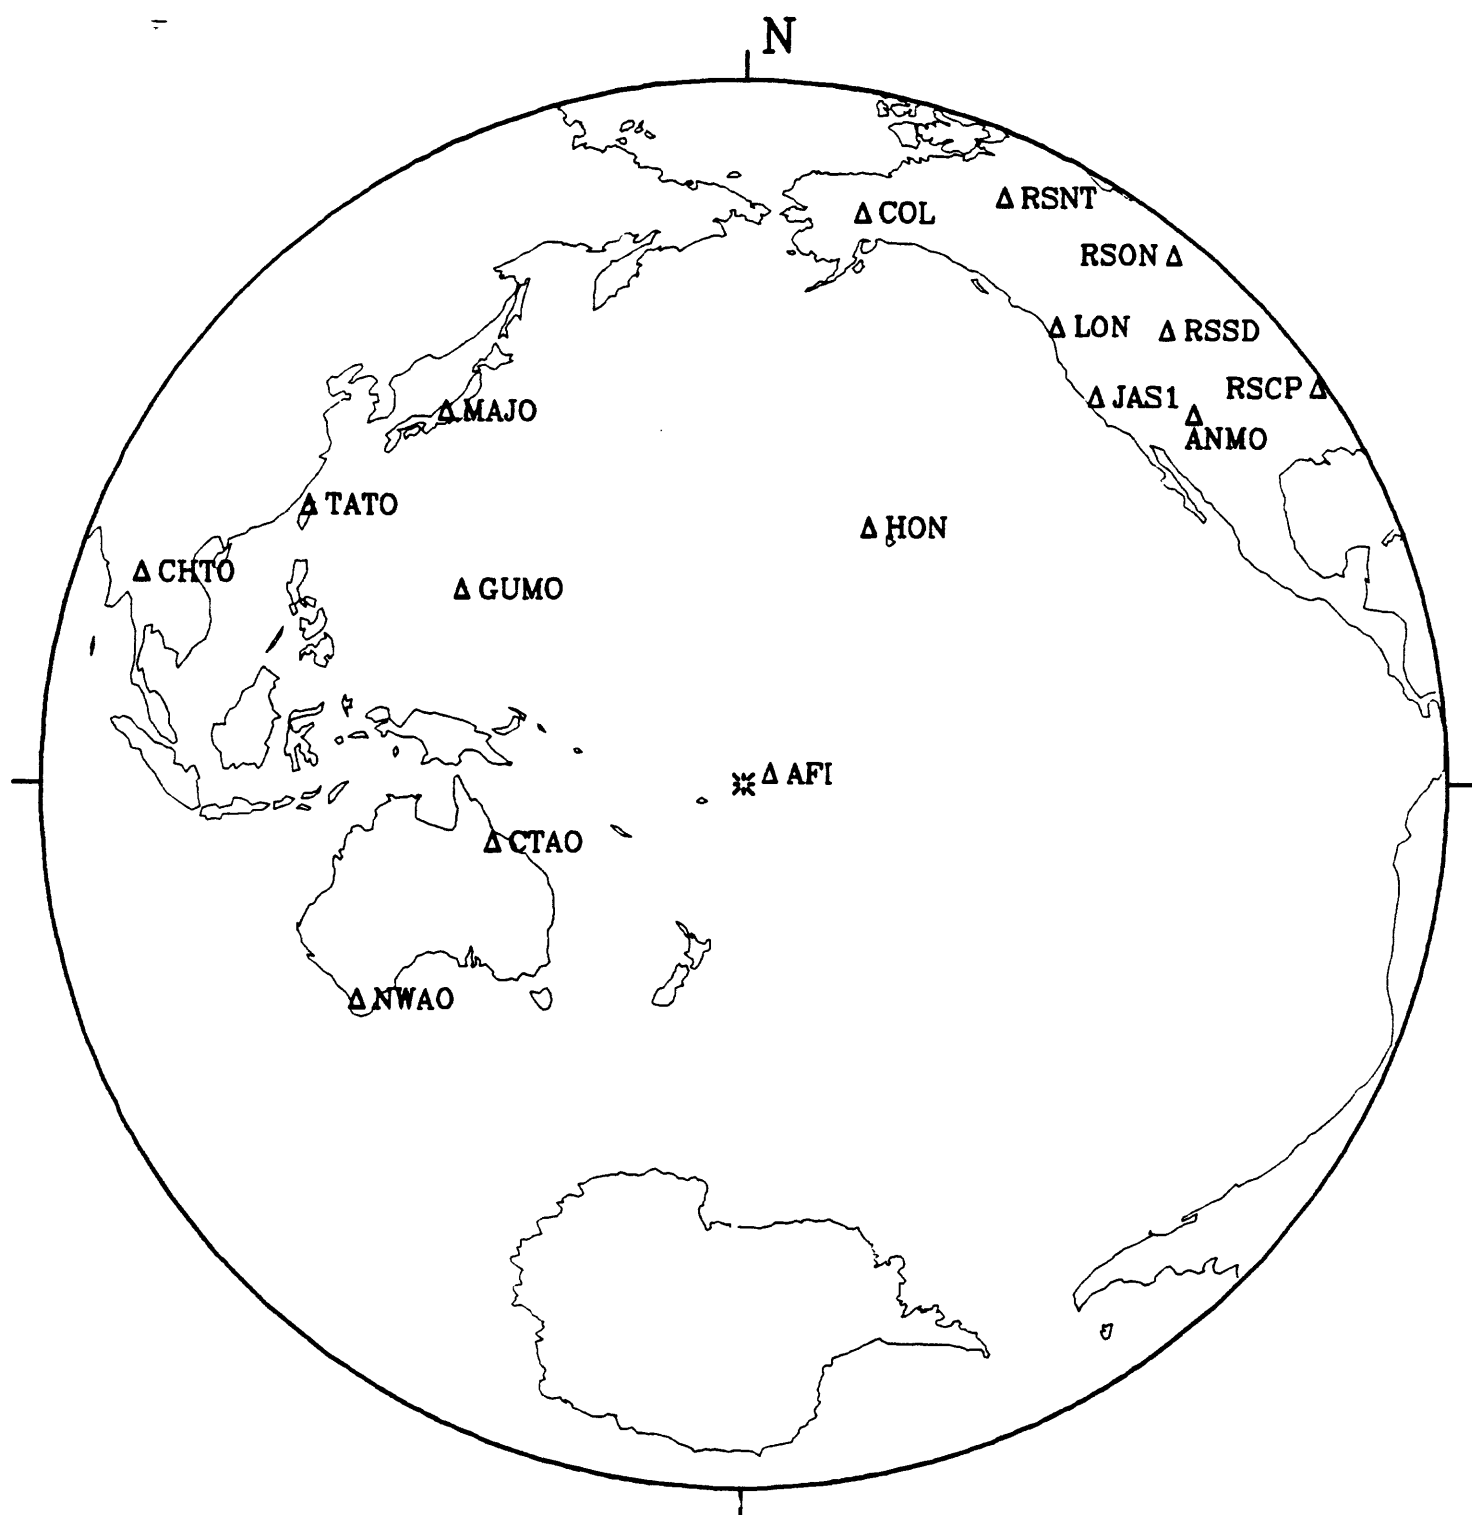 N
RSNT
COL
RSON
LON
RSSD
RSCP
JAS1
MAJO
ANMO
TATO
HON
CHTO
GUMO
AFI
CTAO
NWAO